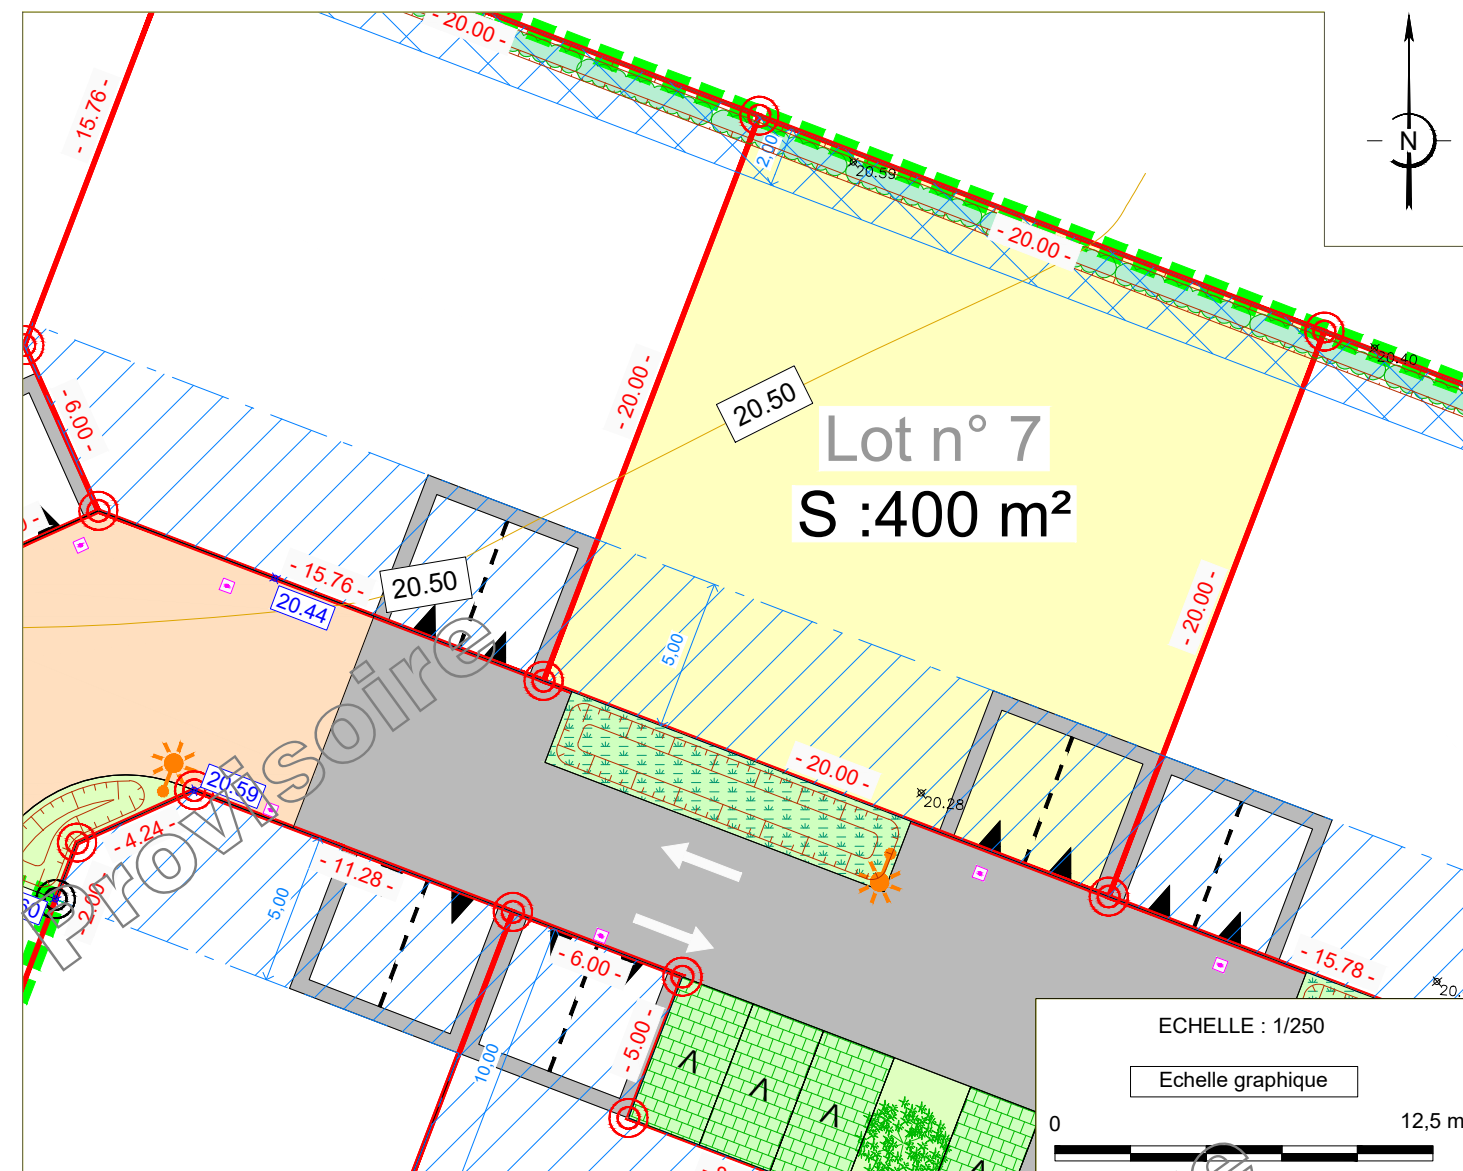 - 20.00 -
- 15.76 -
N
2,00
20.59
- 20.00 -
20.40
- 6.00 -
- 20.00 -
20.50
Lot n° 7
S :400 m²
- 15.76 -
20.50
20.44
- 20.00 -
5,00
Provisoire
- 20.00 -
20.28
20.59
- 4.24 -
- 11.28 -
- 2.00 -
5,00
- 6.00 -
- 15.78 -
10,00
- 5.00 -
ECHELLE : 1/250
Echelle graphique
0
12,5 m